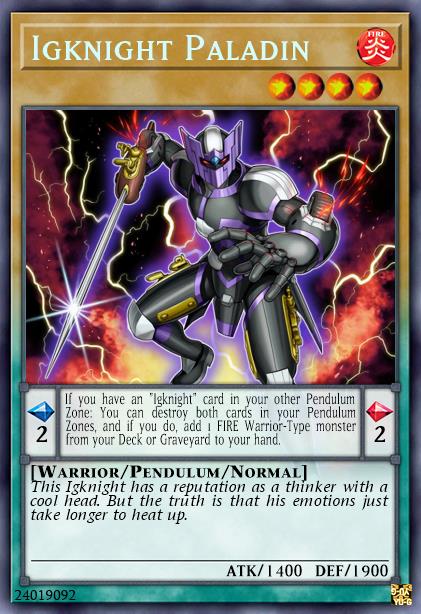 Igknight Paladin
FIRE
炎
If you have an "Igknight" card in your other Pendulum
Zone: You can destroy both cards in your Pendulum
Zones, and if you do, add 1 FIRE Warrior-Type monster
from your Deck or Graveyard to your hand.
2
2
[Warrior/Pendulum/Normal]
This Igknight has a reputation as a thinker with a
cool head. But the truth is that his emotions just
take longer to heat up.
ATK/1400 DEF/1900
24019092